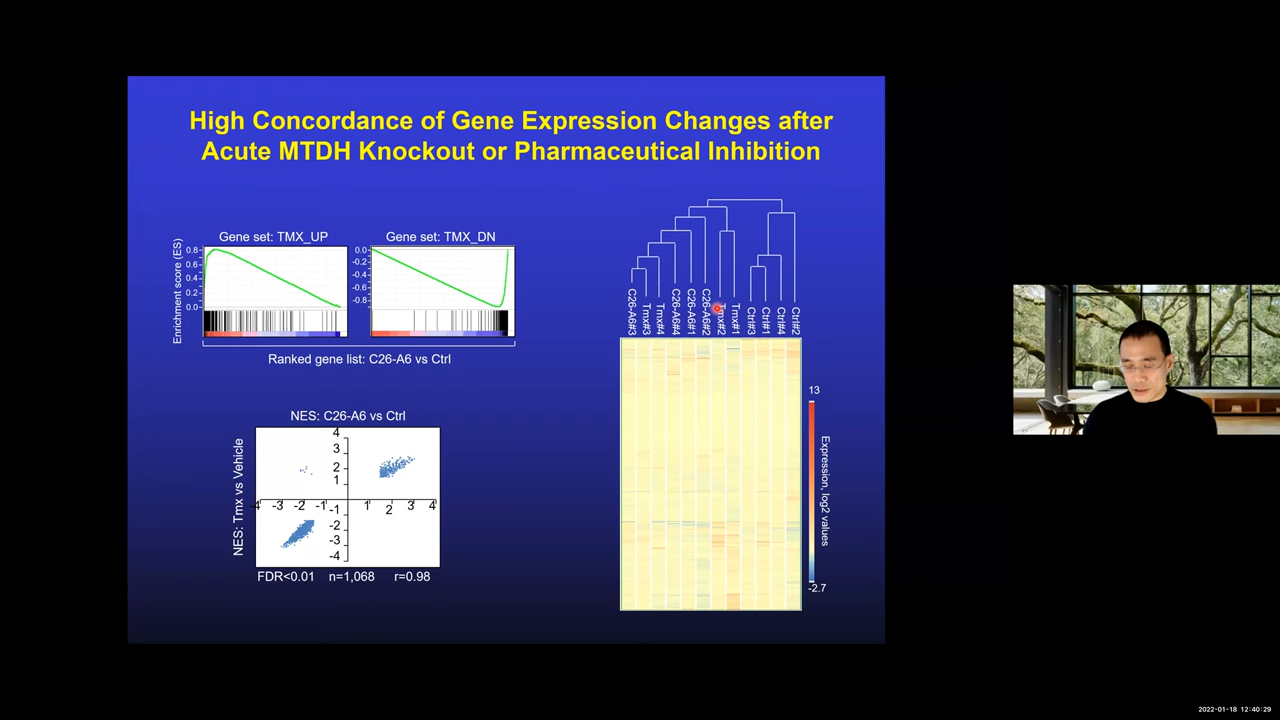 High Concordance of Gene Expression Changes after
Acute MTDH Knockout or Pharmaceutical Inhibition
Gene set: TMX_UP
Gene set: TMX_DN
Enrichment score (ES)
0.8
0.6
0.4
0.2
0.0
0.0
-0.2
-0.4
-0.6
-0.8
Ranked gene list: C26-A6 vs Ctrl
NES: C26-A6 vs Ctrl
NES: Tmx vs Vehicle
4
3
2
1
-1
-2
-3
-4
4 -3 -2 -1 1 2 3 4
FDR<0.01 n=1,068 r=0.98
C26-A6#3
Tmx#3
Tmx#4
C26-A6#4
C26-A6#1
C26-A6#2
Tmx#2
Tmx#1
Ctrl#3
Ctrl#1
Ctrl#4
Ctrl#2
13
Expression, log2 values
-2.7
2022-01-18 12:40:29